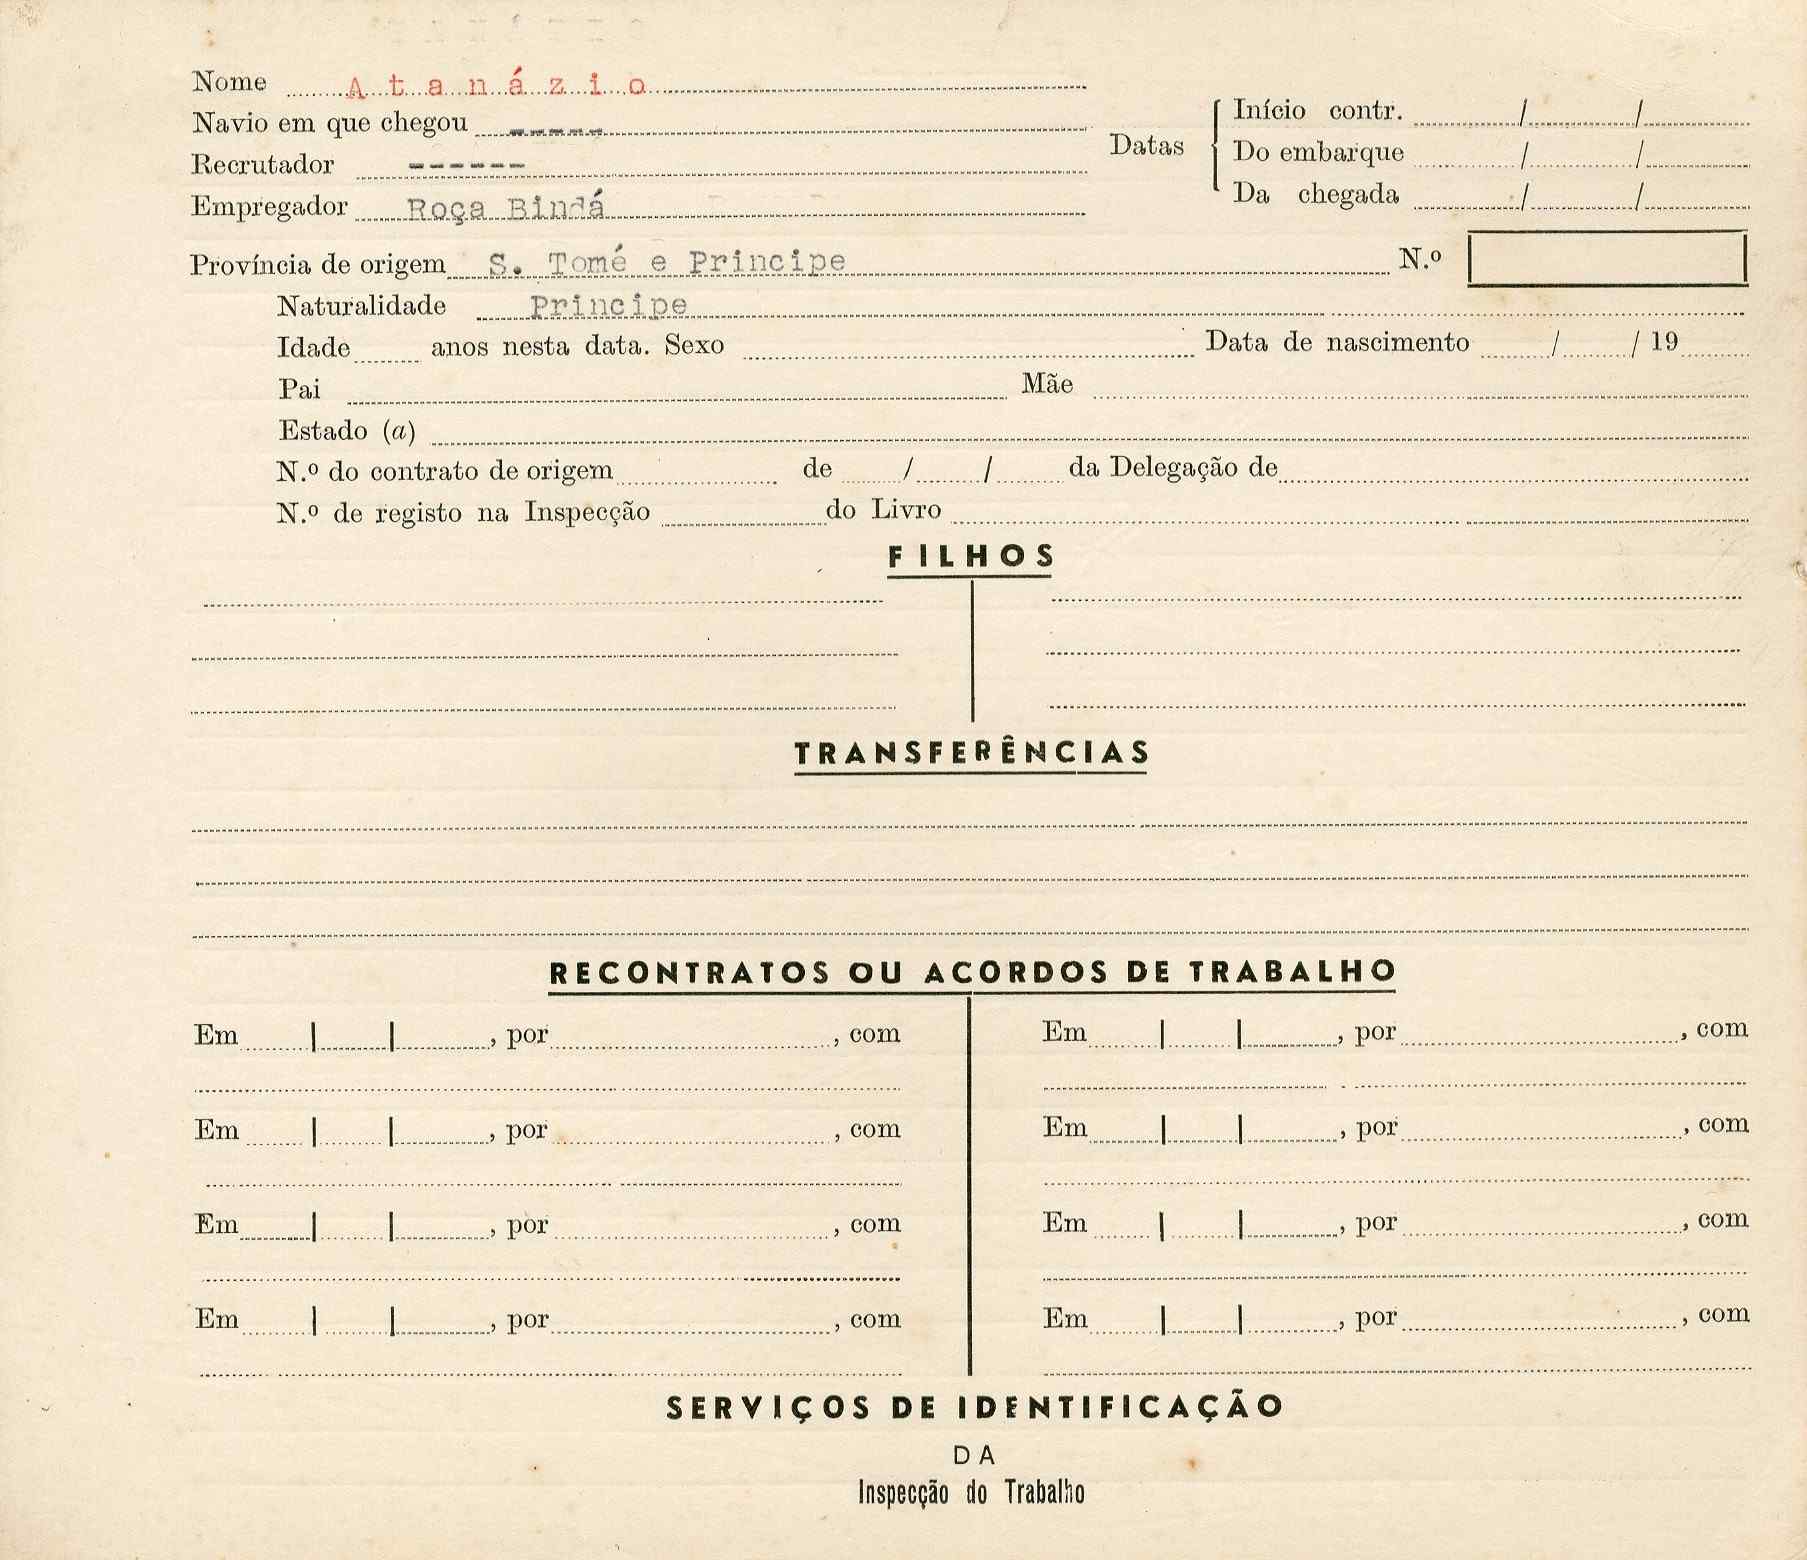 Nome A t a n á z i o
Navio em que chegou -----
Recrutador ------
Empregador Roça Bindá
Datas
Início contr. / /
Do embarque / /
Da chegada / /
Província de origem S. Tomé e Principe N.º
Naturalidade Principe
Idade anos nesta data. Sexo Data de nascimento / / 19
Pai Mãe
Estado (a)
N.º do contrato de origem de / / da Delegação de
N.º de registo na Inspecção do Livro
FILHOS
TRANSFERÊNCIAS
RECONTRATOS OU ACORDOS DE TRABALHO
Em | | , por , com Em | | , por , com
Em | | , por , com Em | | , por , com
Em | | , por , com Em | | , por , com
Em | | , por , com Em | | , por , com
SERVIÇOS DE IDENTIFICAÇÃO
DA
Inspecção do Trabalho